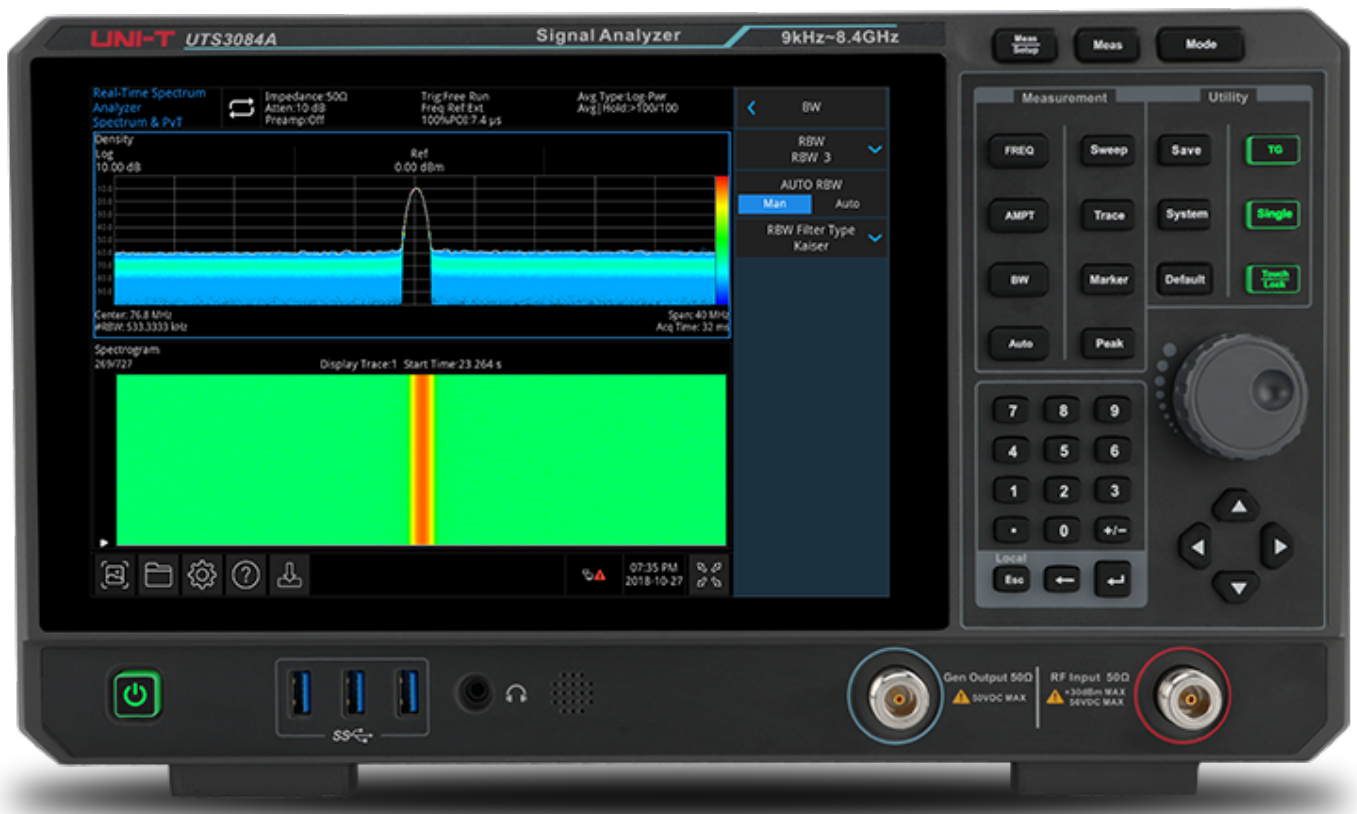 UNI-T UTS3084A Signal Analyzer 9kHz~8.4GHz
Meas Setup Meas Mode
Real-Time Spectrum Analyzer Spectrum & PvT
Impedance:50Ω
Atten:10 dB
Preamp:Off
Trig:Free Run
Freq Ref:Ext
100%POI:7.4 μs
Avg Type:Log-Pwr
Avg|Hold:>100/100
BW
RBW
RBW 3
AUTO RBW
Man Auto
RBW Filter Type
Kaiser
Density
Log
10.00 dB
Ref
0.00 dBm
Center: 76.8 MHz
#RBW: 533.3333 kHz
Span: 40 MHz
Acq Time: 32 ms
Spectrogram
269/727
Display Trace:1 Start Time:23.264 s
07:35 PM
2018-10-27
Measurement Utility
FREQ Sweep Save TG
AMPT Trace System Single
BW Marker Default Touch Lock
Auto Peak
7 8 9
4 5 6
1 2 3
. 0 +/-
Local
Esc
Gen Output 50Ω
50VDC MAX
RF Input 50Ω
+30dBm MAX
50VDC MAX
SS